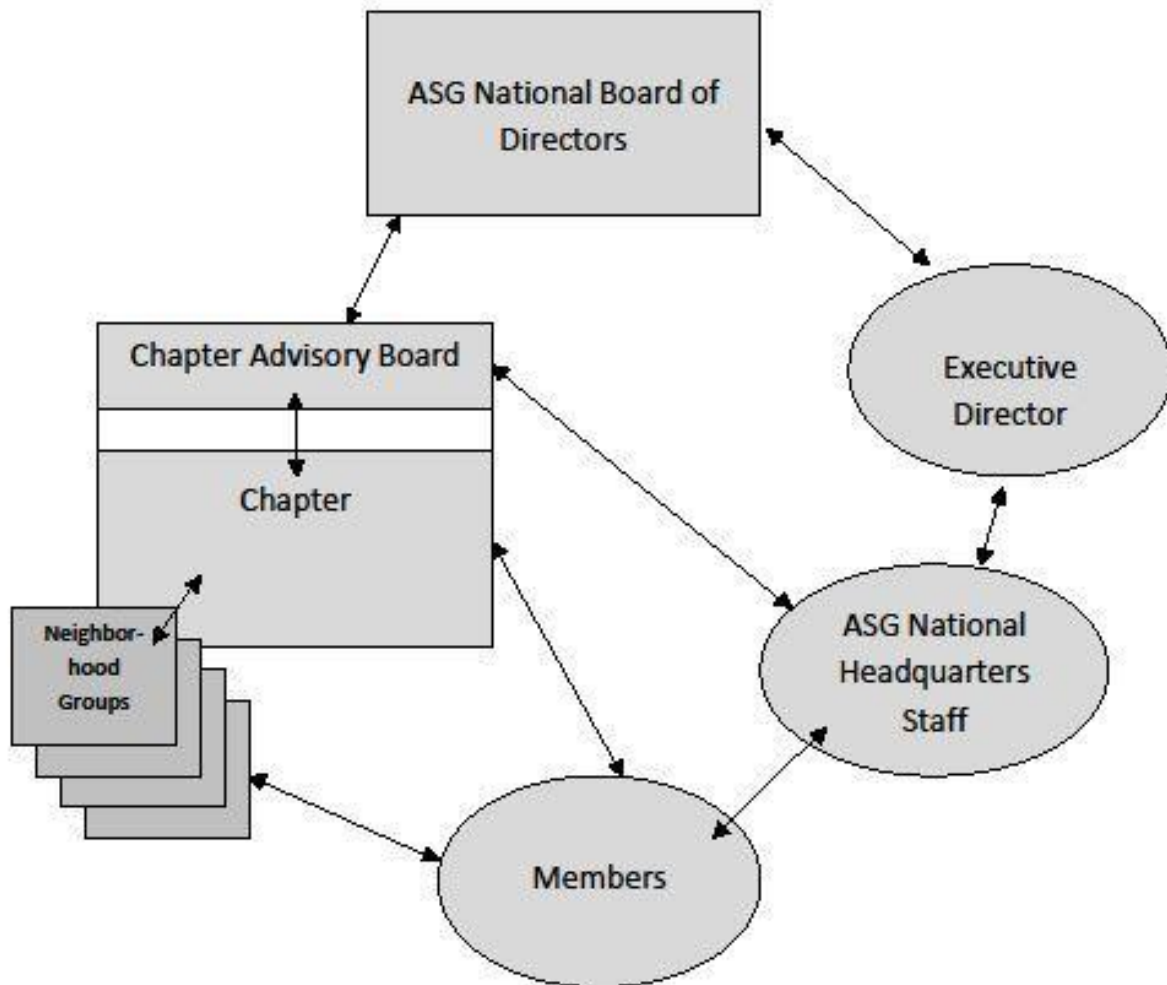 ASG National Board of
Directors
Chapter Advisory Board
Executive
Director
Chapter
Neighbor-
hood
Groups
ASG National
Headquarters
Staff
Members